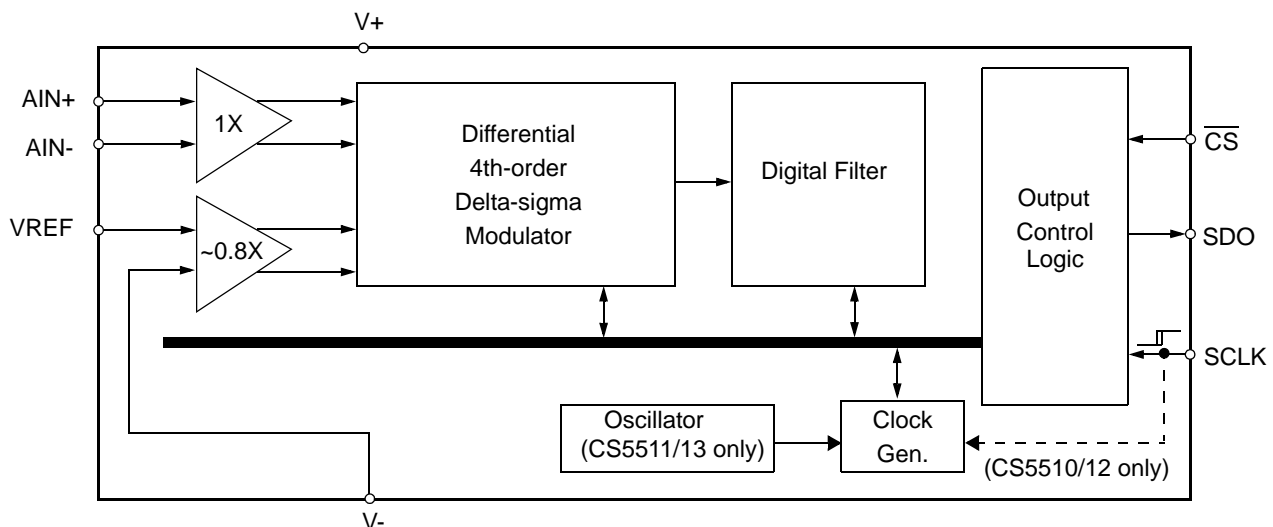 V+
AIN+
AIN-
VREF
1X
~0.8X
Differential
4th-order
Delta-sigma
Modulator
Digital Filter
Output
Control
Logic
CS
SDO
SCLK
Oscillator
(CS5511/13 only)
Clock
Gen.
(CS5510/12 only)
V-